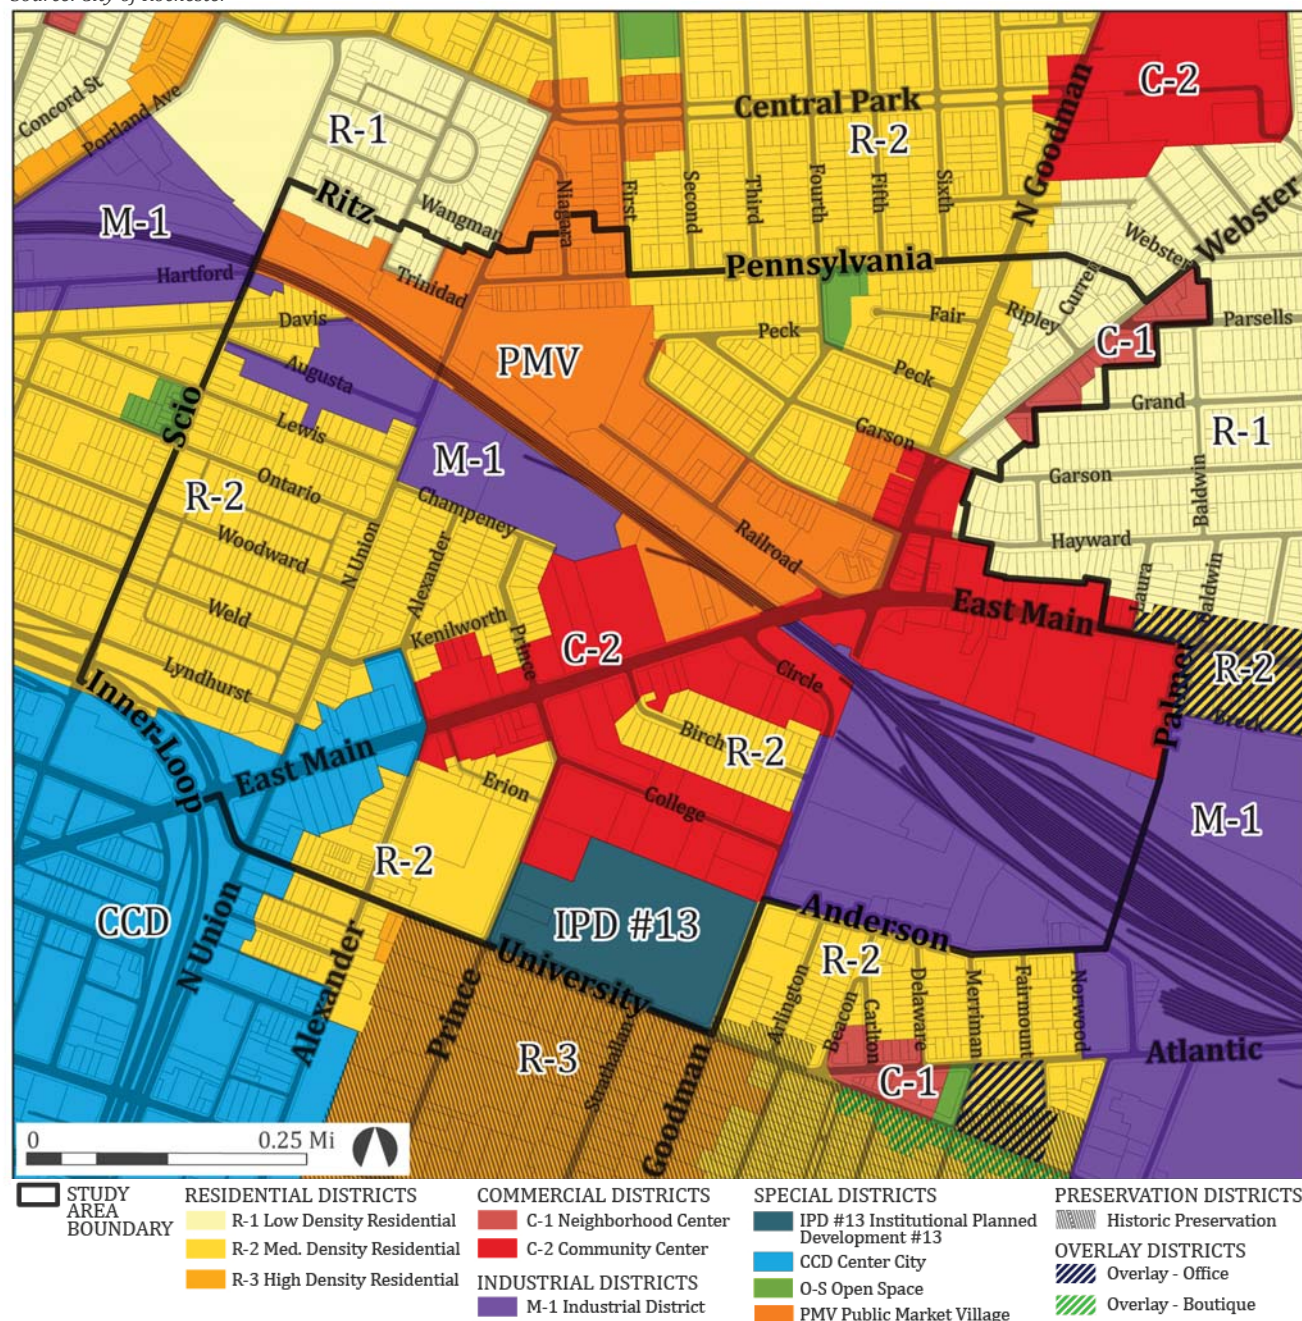 Source: City of Rochester
Concord St
Portland Ave
R-1
Central Park
R-2
N Goodman
C-2
M-1
Ritz
Wangman
Niagara
First
Second
Third
Fourth
Fifth
Sixth
Webster
Webster
Hartford
Trinidad
Pennsylvania
Curren
Davis
Peck
Fair
Ripley
C-1
Parsells
Augusta
PMV
Peck
Grand
Scio
Lewis
M-1
Garson
R-1
R-2
Ontario
Champeney
Garson
Baldwin
Woodward
N Union
Alexander
Railroad
Hayward
Weld
Kenilworth
Prince
C-2
East Main
Laura
Baldwin
Lyndhurst
Circle
Palmer
R-2
Inner Loop
East Main
Birch
R-2
Breck
Erion
College
M-1
R-2
CCD
N Union
IPD #13
Anderson
R-2
Alexander
Prince
University
Arlington
Beacon
Carlton
Delaware
Merriman
Fairmount
Norwood
Atlantic
R-3
Strathallan
Goodman
C-1
0 0.25 Mi
STUDY
AREA
BOUNDARY
RESIDENTIAL DISTRICTS
R-1 Low Density Residential
R-2 Med. Density Residential
R-3 High Density Residential
COMMERCIAL DISTRICTS
C-1 Neighborhood Center
C-2 Community Center
INDUSTRIAL DISTRICTS
M-1 Industrial District
SPECIAL DISTRICTS
IPD #13 Institutional Planned
Development #13
CCD Center City
O-S Open Space
PMV Public Market Village
PRESERVATION DISTRICTS
Historic Preservation
OVERLAY DISTRICTS
Overlay - Office
Overlay - Boutique